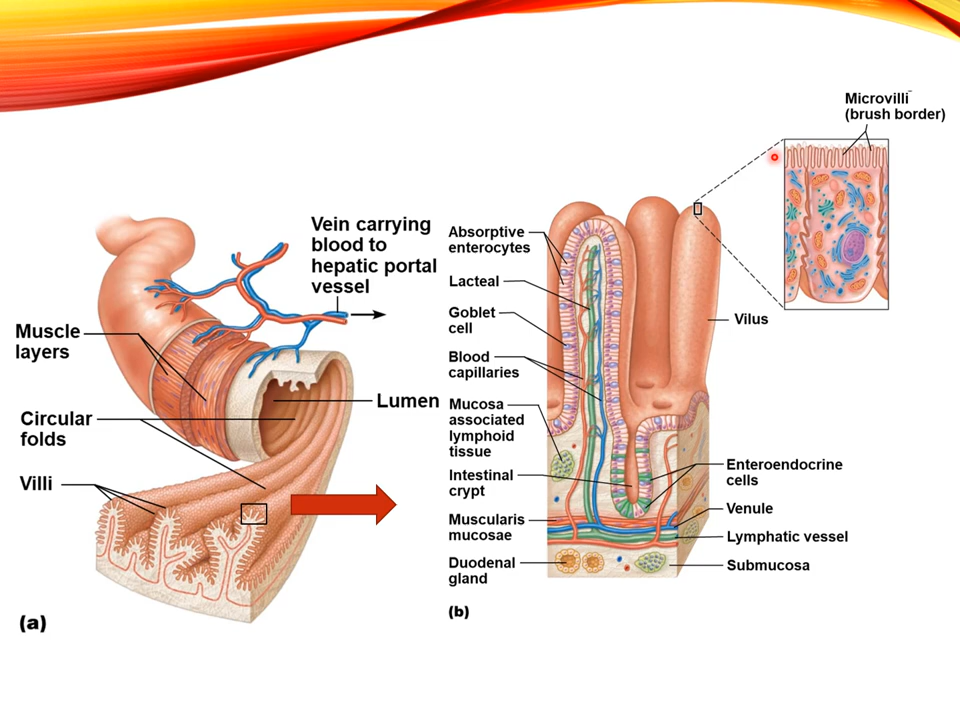 Vein carrying
blood to
hepatic portal
vessel
Muscle
layers
Lumen
Circular
folds
Villi
(a)
Absorptive
enterocytes
Lacteal
Goblet
cell
Blood
capillaries
Mucosa
associated
lymphoid
tissue
Intestinal
crypt
Muscularis
mucosae
Duodenal
gland
(b)
Microvilli
(brush border)
Vilus
Enteroendocrine
cells
Venule
Lymphatic vessel
Submucosa